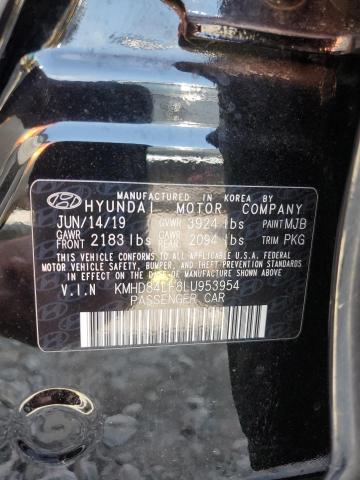 MANUFACTURED IN KOREA BY
HYUNDAI MOTOR COMPANY
JUN/14/19 GVWR 3924 lbs PAINT MJB
GAWR FRONT 2183 lbs GAWR REAR 2094 lbs TRIM PKG
THIS VEHICLE CONFORMS TO ALL APPLICABLE U.S.A. FEDERAL
MOTOR VEHICLE SAFETY, BUMPER, AND THEFT PREVENTION STANDARDS
IN EFFECT ON THE DATE OF MANUFACTURE SHOWN ABOVE.
V.I.N KMHD84LF8LU953954
PASSENGER CAR